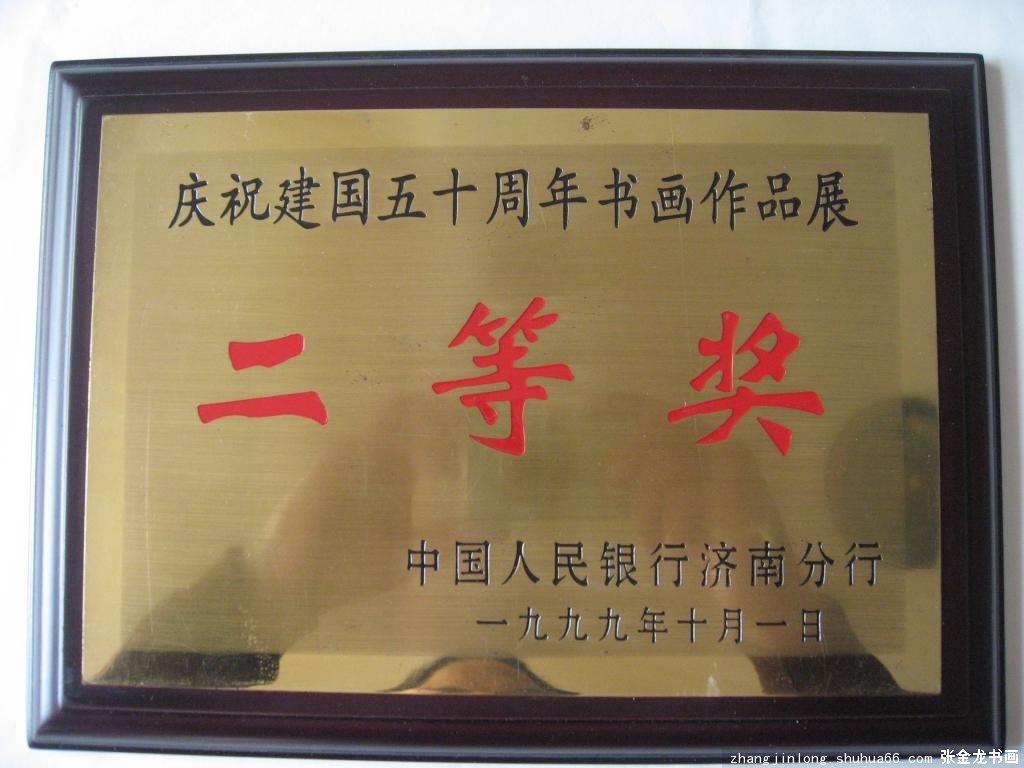 庆祝建国五十周年书画作品展
二等奖
中国人民银行济南分行
一九九九年十月一日
zhangjinlong.shuhua66.com 张金龙书画